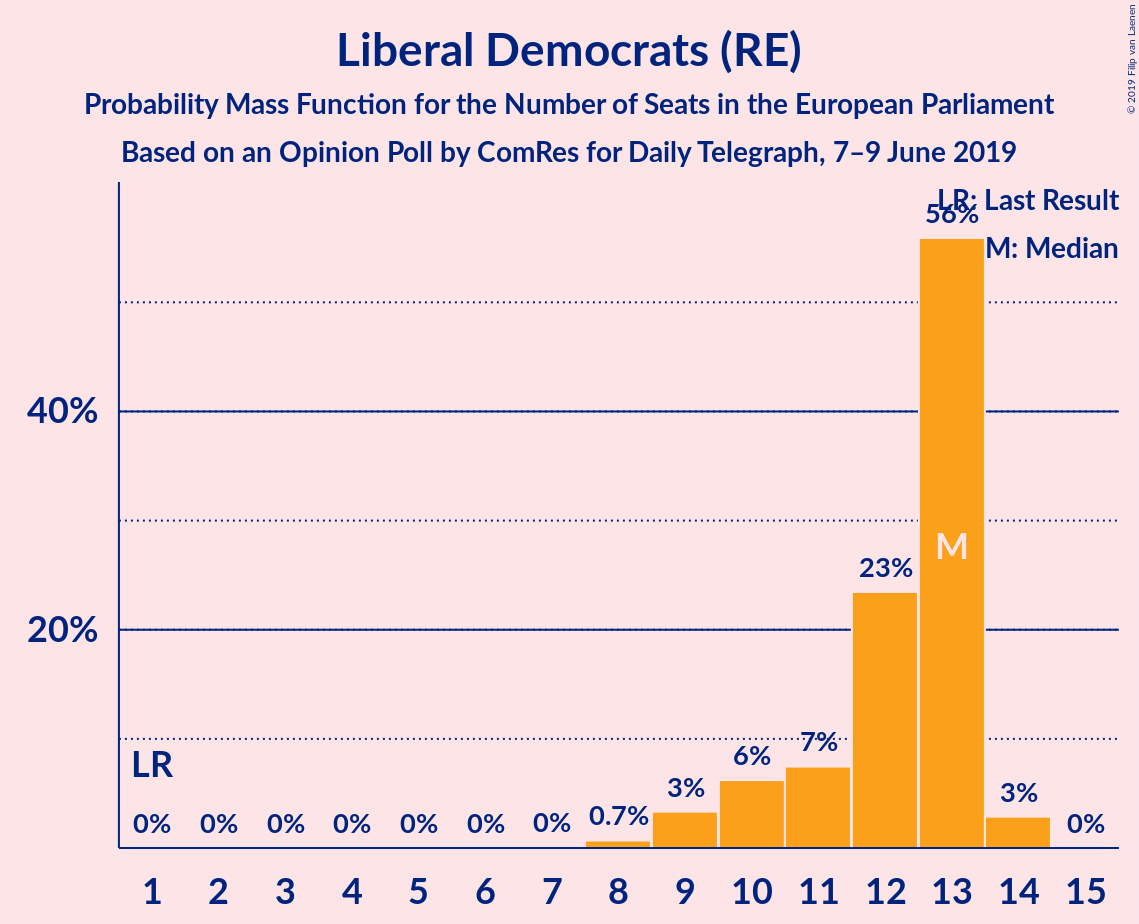 Liberal Democrats (RE)
Probability Mass Function for the Number of Seats in the European Parliament
Based on an Opinion Poll by ComRes for Daily Telegraph, 7–9 June 2019
© 2019 Filip van Laenen
LR: Last Result
M: Median
56%
40%
M
23%
20%
LR
7%
6%
3%
3%
0% 0% 0% 0% 0% 0% 0% 0.7% 0%
1 2 3 4 5 6 7 8 9 10 11 12 13 14 15